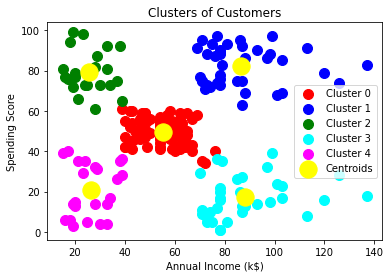 Clusters of Customers
100
80
60
40
20
0
Spending Score
Cluster 0
Cluster 1
Cluster 2
Cluster 3
Cluster 4
Centroids
20 40 60 80 100 120 140
Annual Income (k$)